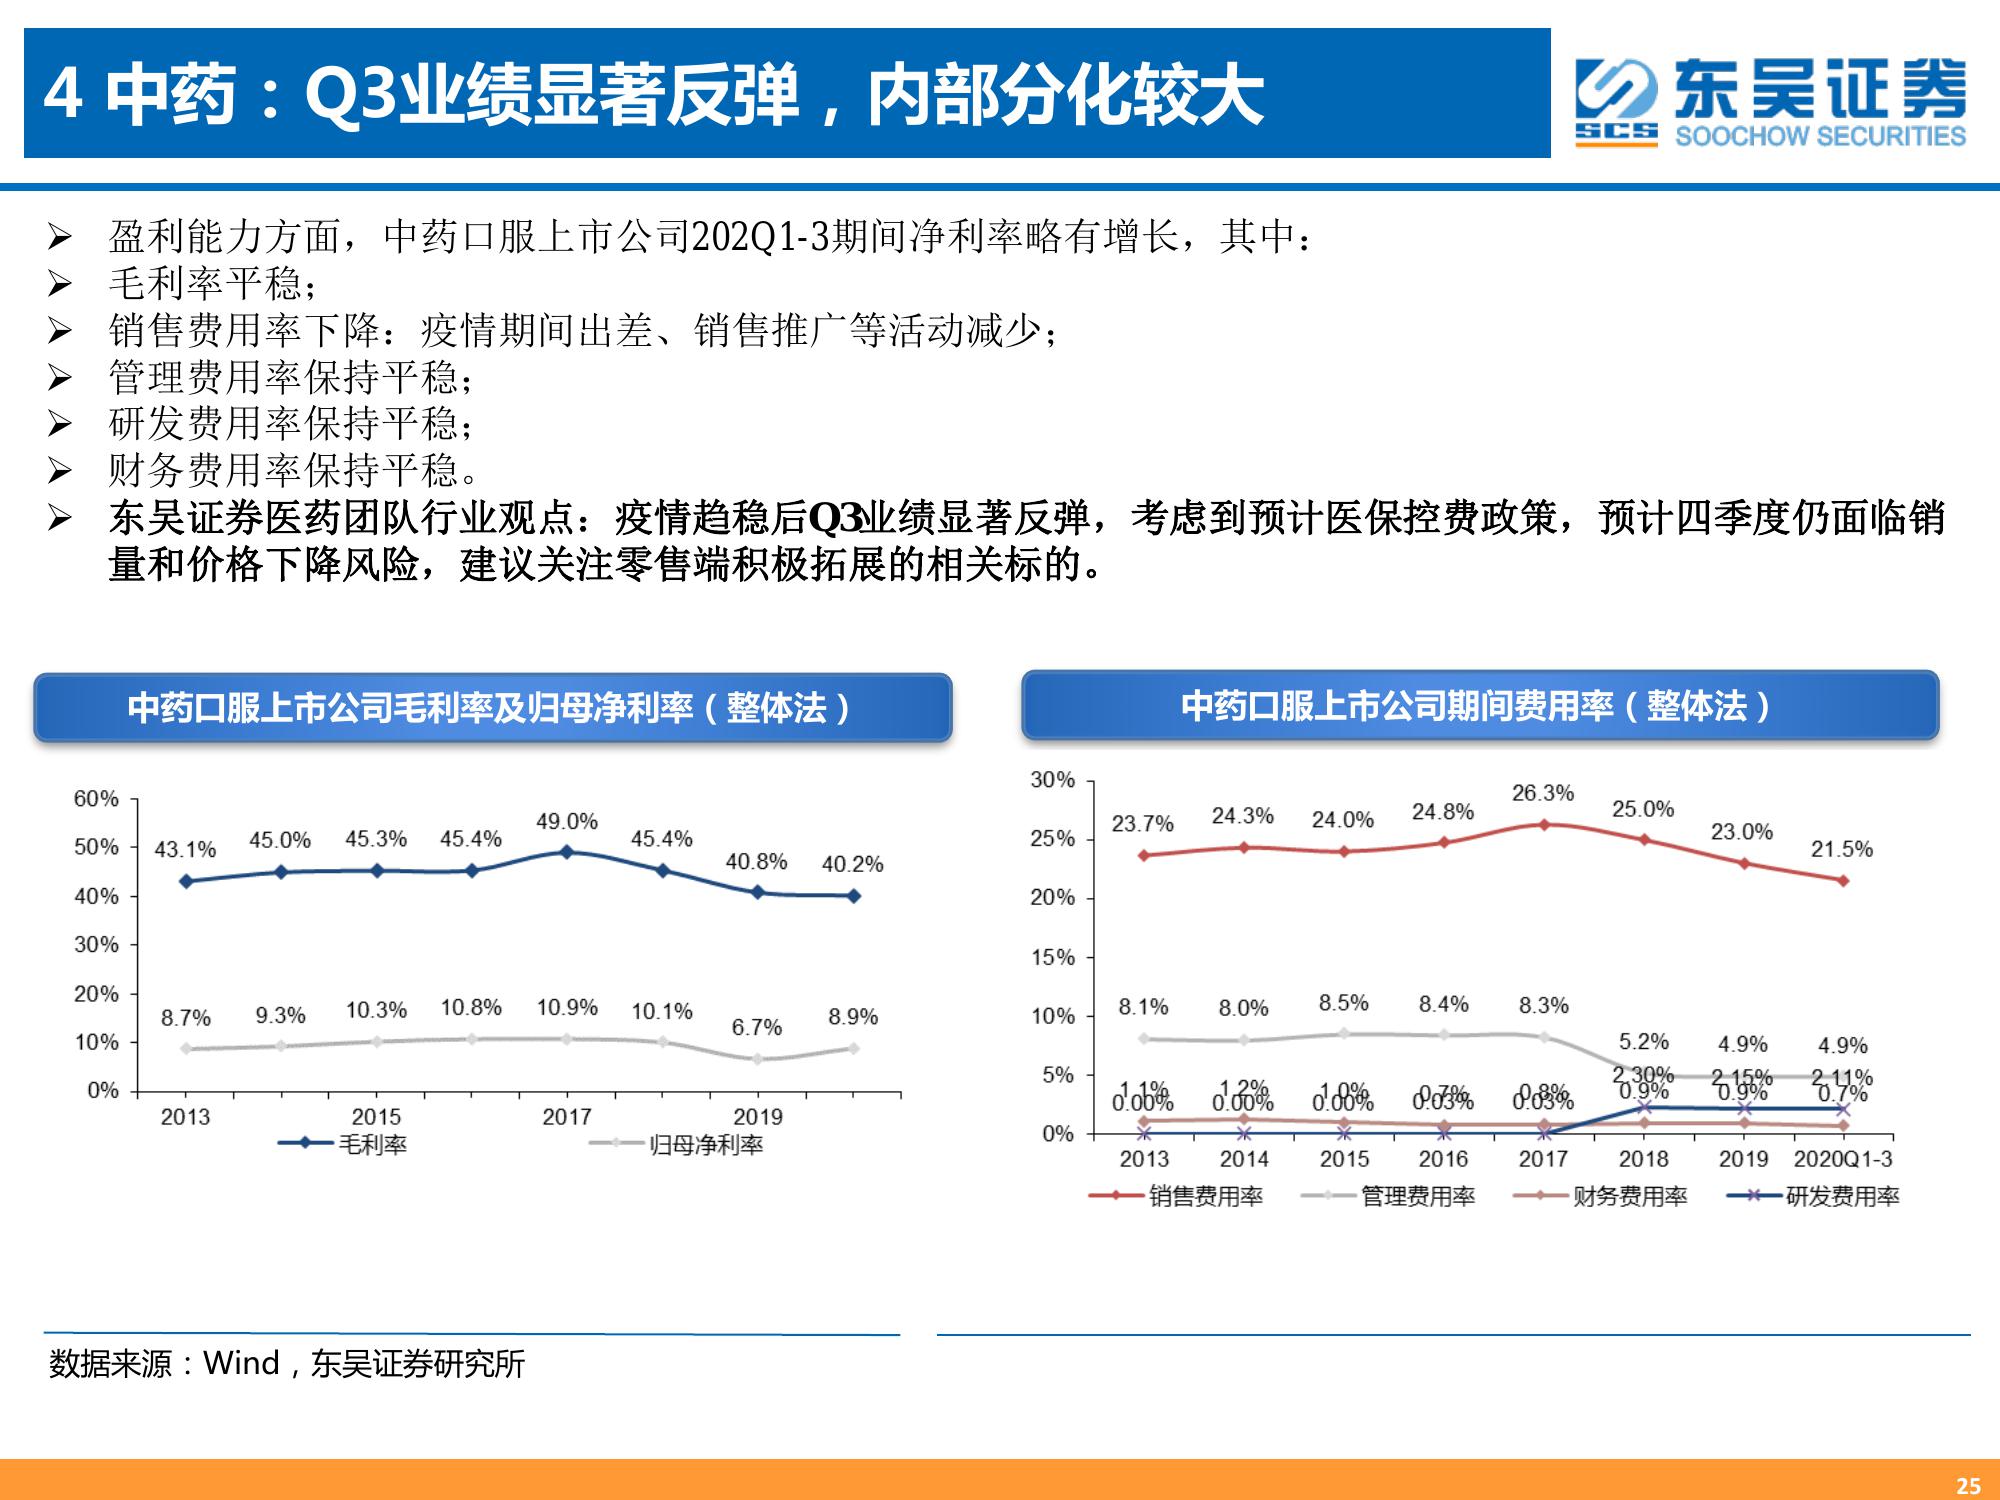 4 中药：Q3业绩显著反弹，内部分化较大
东吴证券
SCS
SOOCHOW SECURITIES
➢ 盈利能力方面，中药口服上市公司202Q1-3期间净利率略有增长，其中：
➢ 毛利率平稳；
➢ 销售费用率下降：疫情期间出差、销售推广等活动减少；
➢ 管理费用率保持平稳；
➢ 研发费用率保持平稳；
➢ 财务费用率保持平稳。
➢ 东吴证券医药团队行业观点：疫情趋稳后Q3业绩显著反弹，考虑到预计医保控费政策，预计四季度仍面临销
量和价格下降风险，建议关注零售端积极拓展的相关标的。
中药口服上市公司毛利率及归母净利率（整体法）
60%
50%
40%
30%
20%
10%
0%
43.1% 45.0% 45.3% 45.4% 49.0% 45.4% 40.8% 40.2%
8.7% 9.3% 10.3% 10.8% 10.9% 10.1% 6.7% 8.9%
2013 2015 2017 2019
毛利率 归母净利率
中药口服上市公司期间费用率（整体法）
30%
25%
20%
15%
10%
5%
0%
23.7% 24.3% 24.0% 24.8% 26.3% 25.0% 23.0% 21.5%
8.1% 8.0% 8.5% 8.4% 8.3% 5.2% 4.9% 4.9%
1.1% 1.2% 1.0% 0.7% 0.8% 0.9% 0.9% 0.7%
0.00% 0.00% 0.00% 0.03% 0.03% 2.30% 2.15% 2.11%
2013 2014 2015 2016 2017 2018 2019 2020Q1-3
销售费用率 管理费用率 财务费用率 研发费用率
数据来源：Wind，东吴证券研究所
25